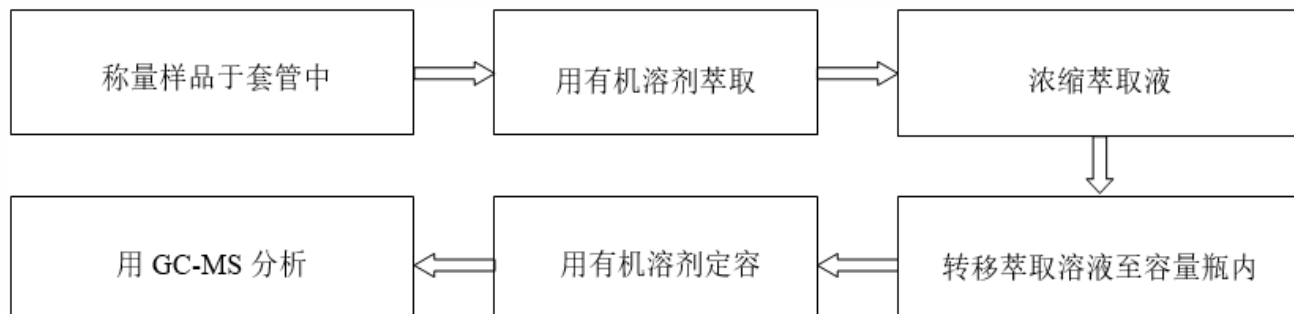 称量样品于套管中
用有机溶剂萃取
浓缩萃取液
转移萃取溶液至容量瓶内
用有机溶剂定容
用 GC-MS 分析